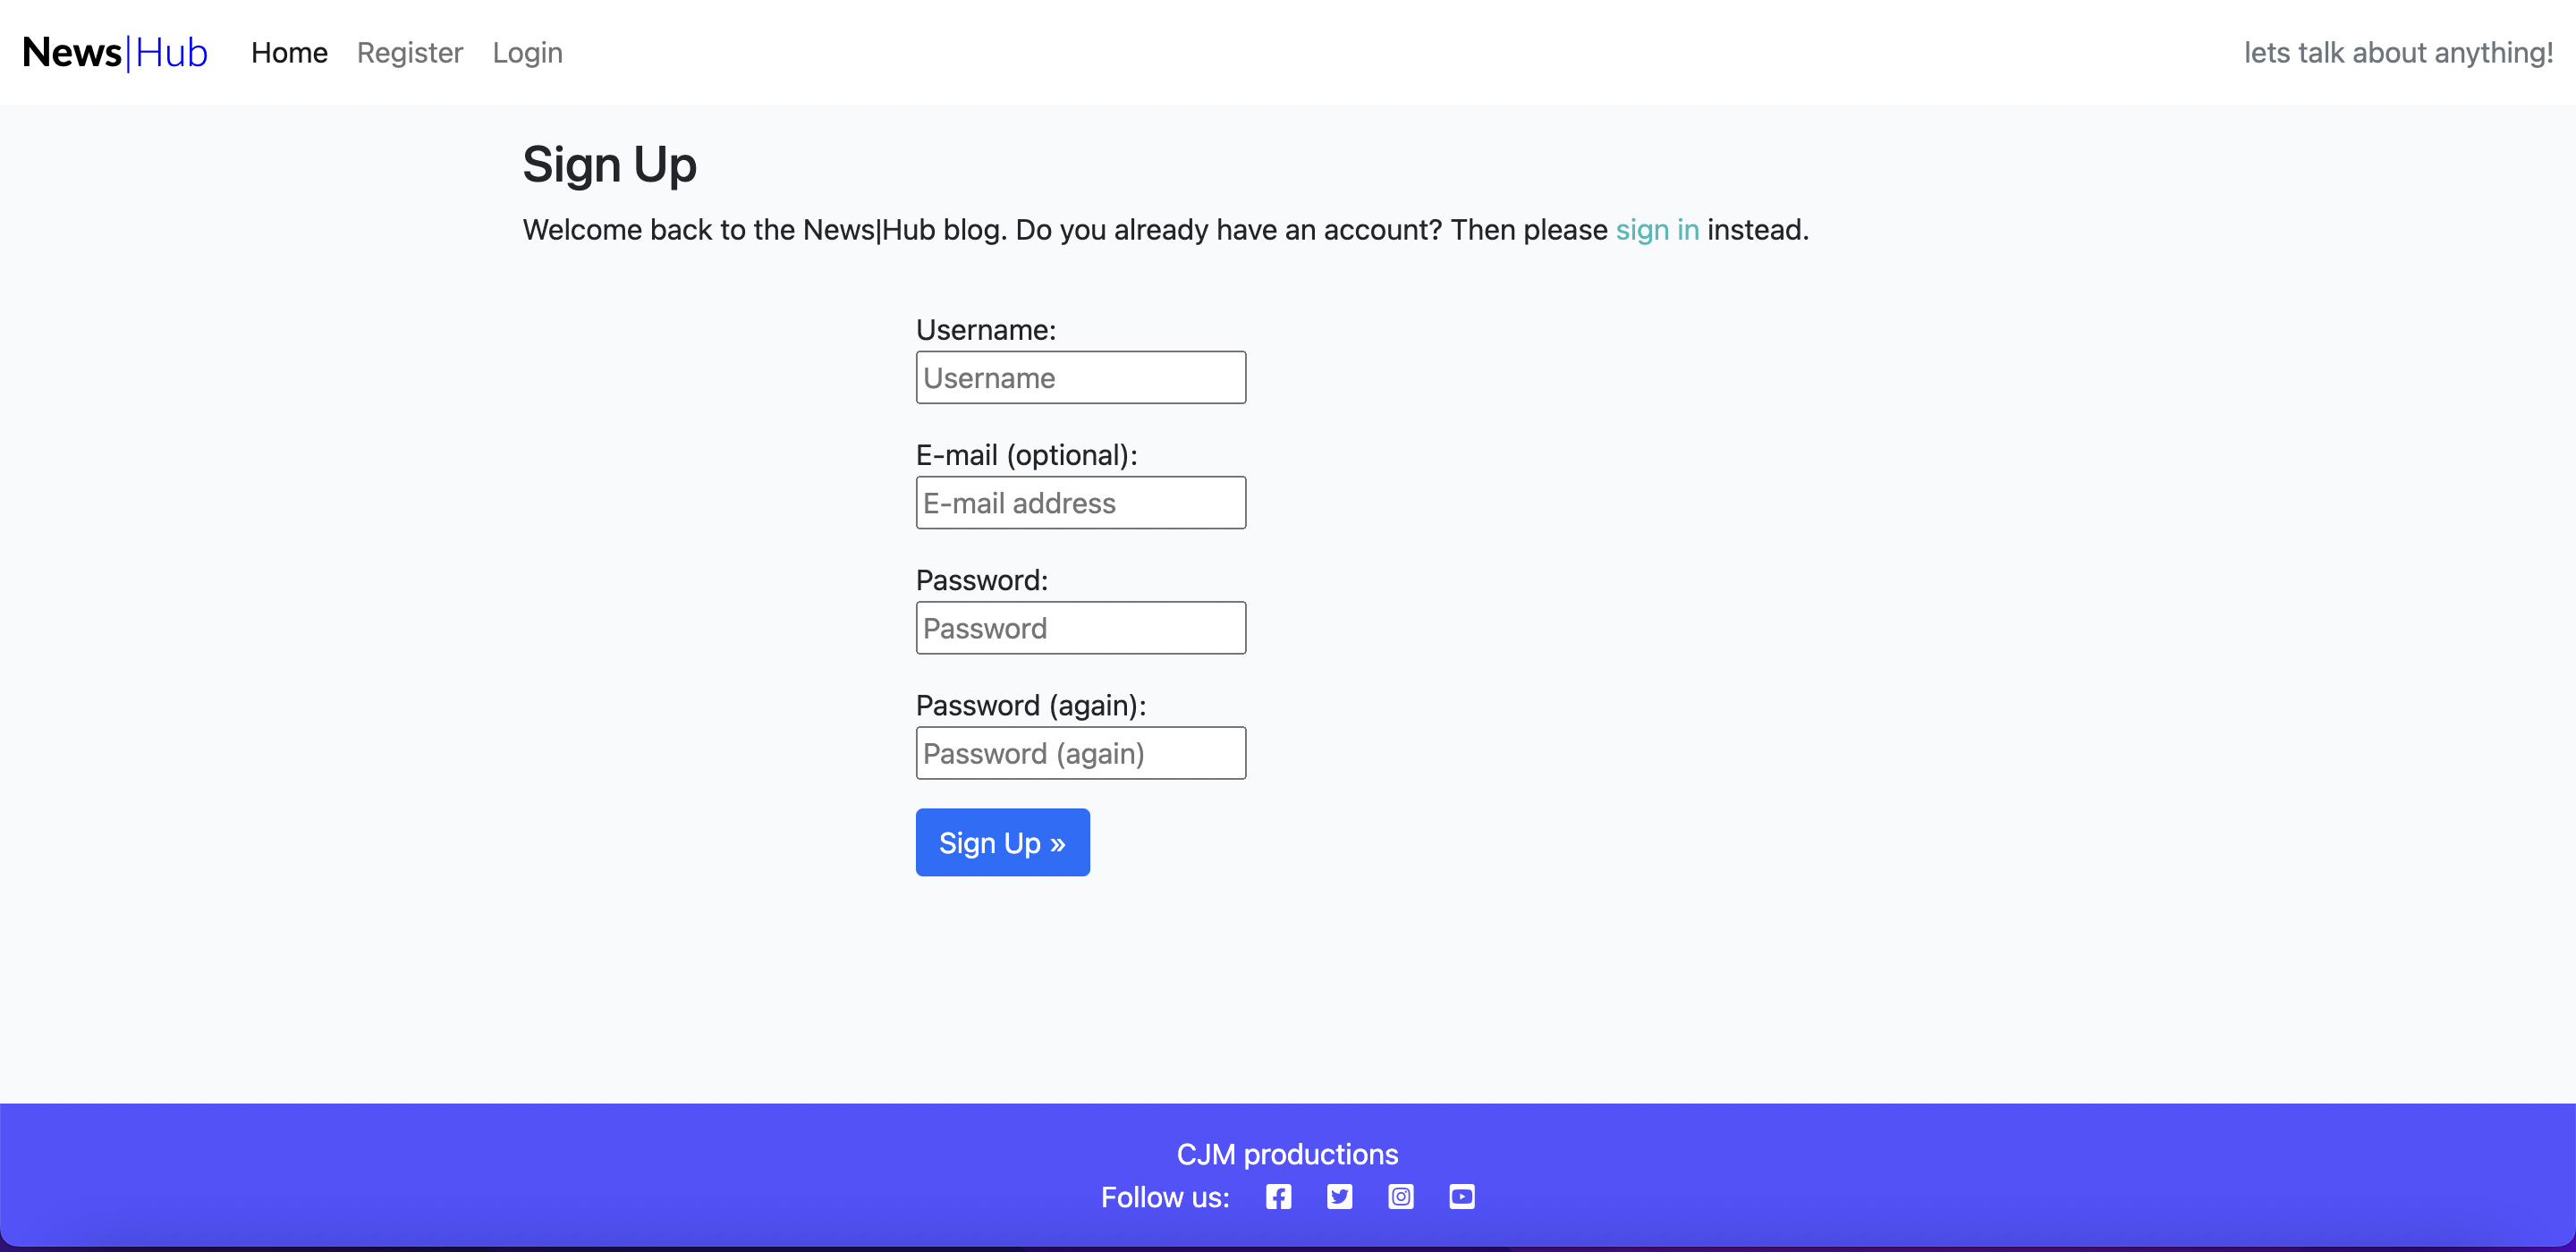 News|Hub Home Register Login lets talk about anything!
Sign Up
Welcome back to the News|Hub blog. Do you already have an account? Then please sign in instead.
Username:
Username
E-mail (optional):
E-mail address
Password:
Password
Password (again):
Password (again)
Sign Up »
CJM productions
Follow us: